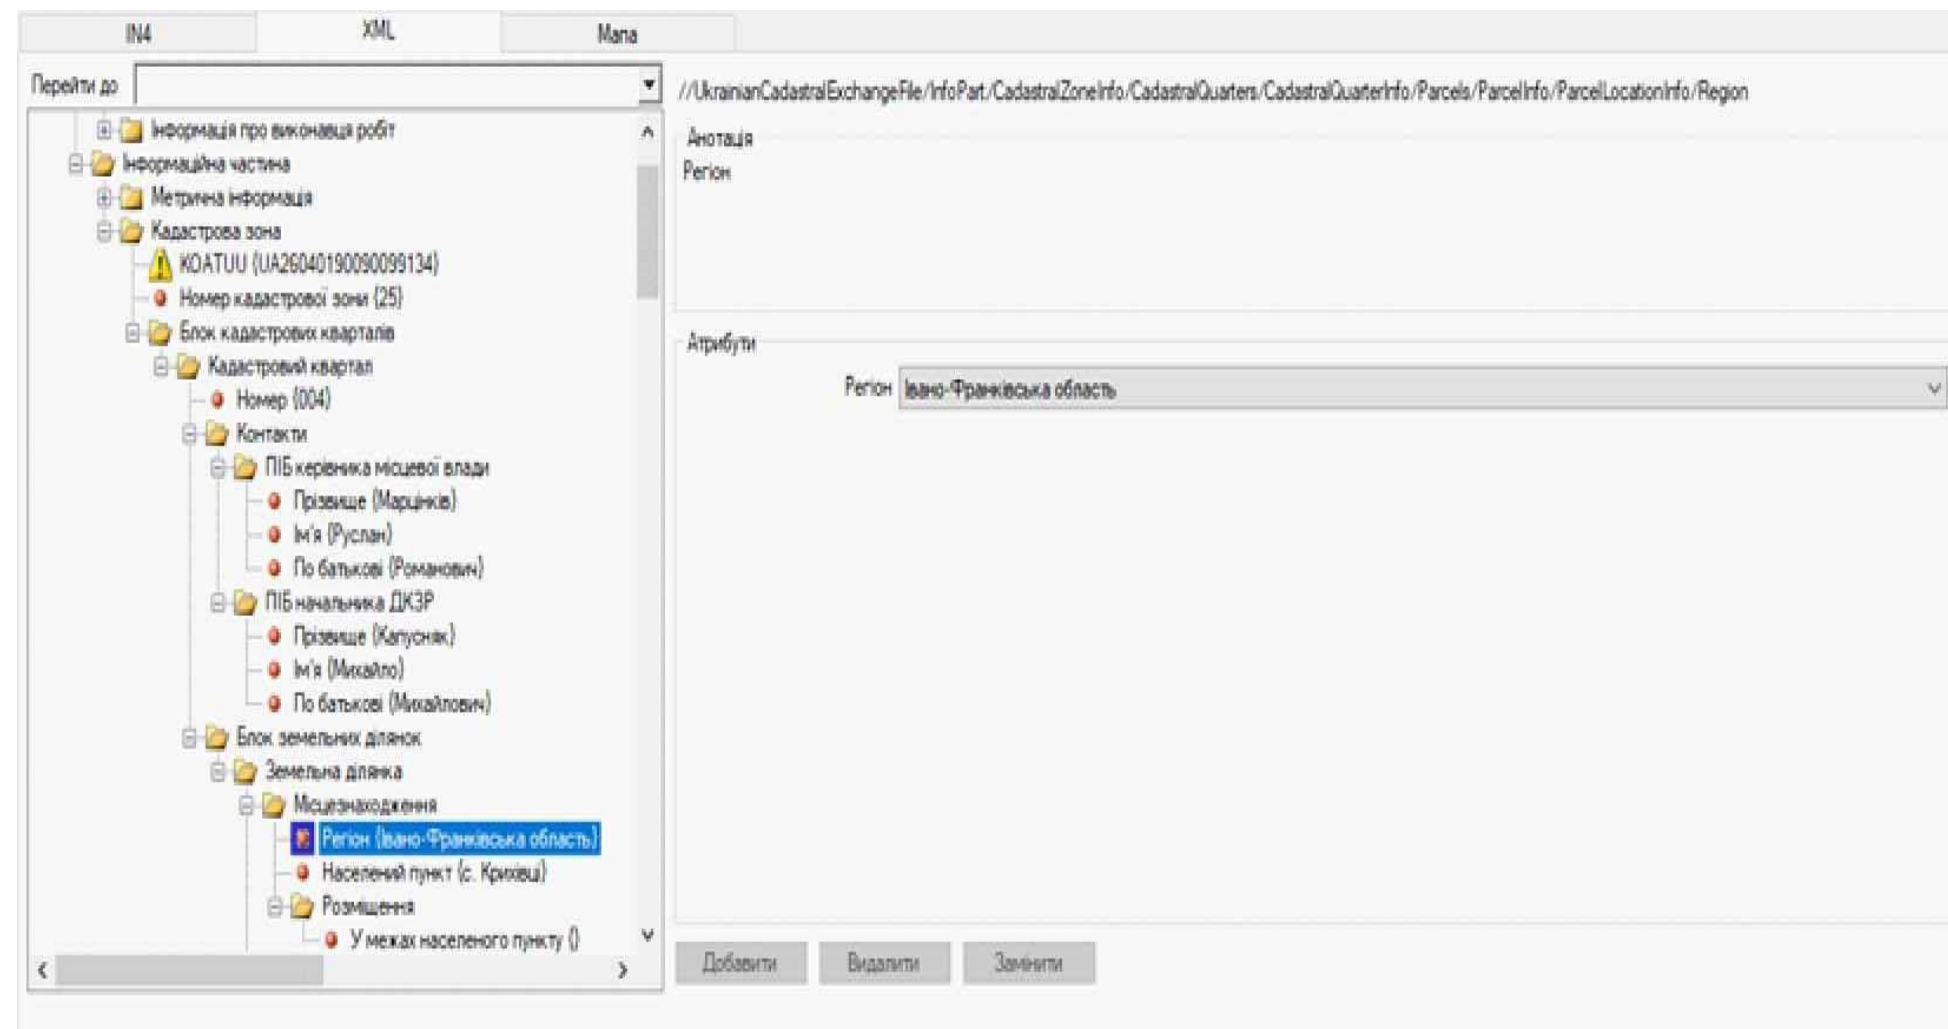 IN4 XML Мапа
Перейти до
//UkrainianCadastralExchangeFile/InfoPart/CadastralZoneInfo/CadastralQuarters/CadastralQuarterInfo/Parcels/ParcelInfo/ParcelLocationInfo/Region
Інформація про виконавця робіт
Інформаційна частина
Метрична інформація
Кадастрова зона
KOATUU (UA26040190090099134)
Номер кадастрової зони (25)
Блок кадастрових кварталів
Кадастровий квартал
Номер (004)
Контакти
ПІБ керівника місцевої влади
Прізвище (Марцінків)
Ім'я (Руслан)
По батькові (Романович)
ПІБ начальника ДКЗР
Прізвище (Капусняк)
Ім'я (Михайло)
По батькові (Михайлович)
Блок земельних ділянок
Земельна ділянка
Місцезнаходження
Регіон (Івано-Франківська область)
Населений пункт (с. Крихівці)
Розміщення
У межах населеного пункту ()
Анотація
Регіон
Атрибути
Регіон Івано-Франківська область
Добавити Видалити Замінити